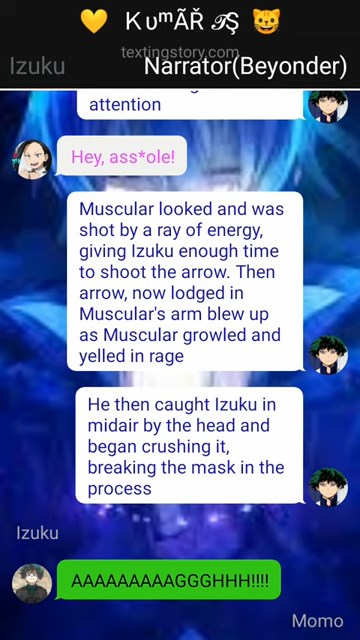 💛 KυᵐÃŘ 𝒯Ş 😺
textingstory.com
Izuku Narrator(Beyonder)
attention
Hey, ass*ole!
Muscular looked and was
shot by a ray of energy,
giving Izuku enough time
to shoot the arrow. Then
arrow, now lodged in
Muscular's arm blew up
as Muscular growled and
yelled in rage
He then caught Izuku in
midair by the head and
began crushing it,
breaking the mask in the
process
Izuku
AAAAAAAAAGGGHHH!!!!
Momo